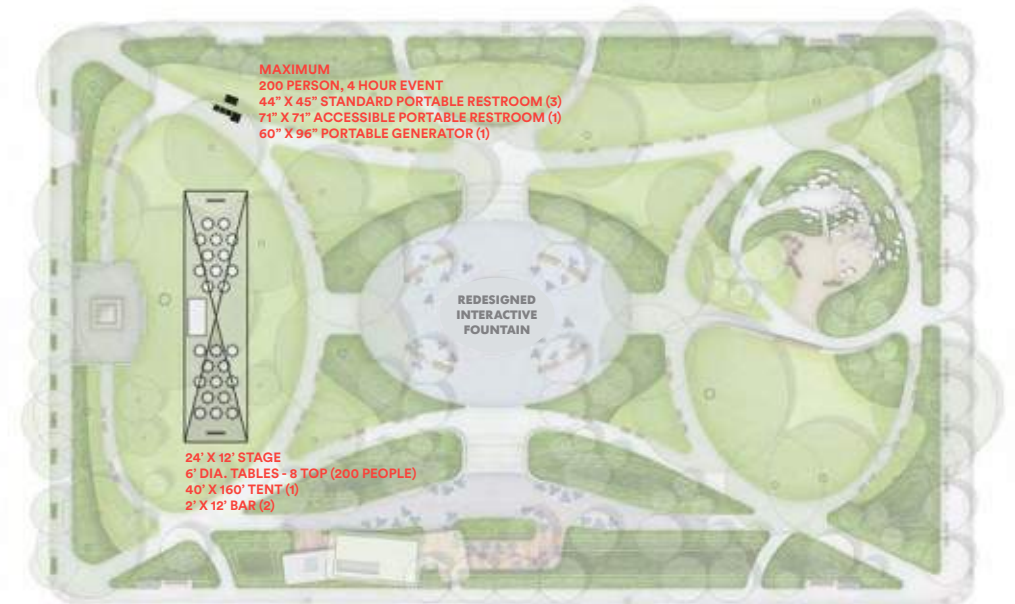 MAXIMUM
200 PERSON, 4 HOUR EVENT
44” X 45” STANDARD PORTABLE RESTROOM (3)
71” X 71” ACCESSIBLE PORTABLE RESTROOM (1)
60” X 96” PORTABLE GENERATOR (1)
REDESIGNED
INTERACTIVE
FOUNTAIN
24’ X 12’ STAGE
6’ DIA. TABLES - 8 TOP (200 PEOPLE)
40’ X 160’ TENT (1)
2’ X 12’ BAR (2)